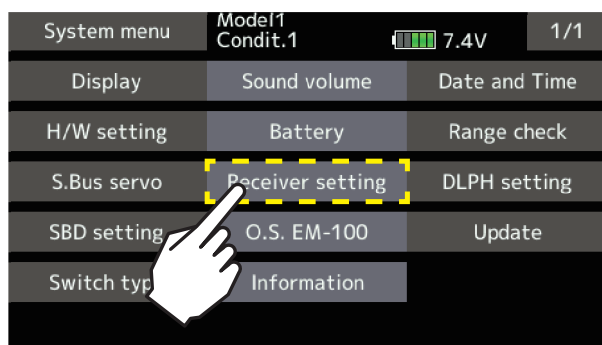 System menu
Model1
Condit.1
7.4V
1/1
Display
Sound volume
Date and Time
H/W setting
Battery
Range check
S.Bus servo
Receiver setting
DLPH setting
SBD setting
O.S. EM-100
Update
Switch typ
Information